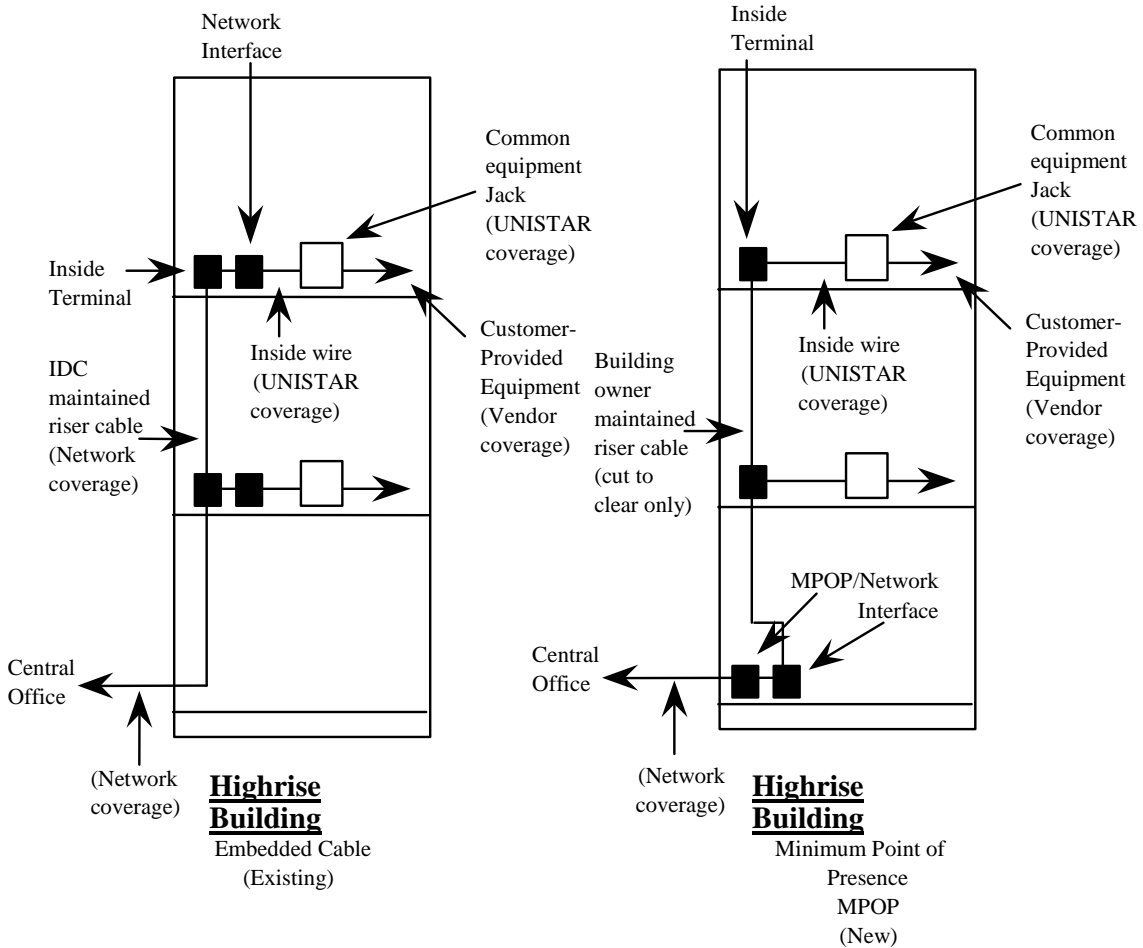 Network
Interface
Common
equipment
Jack
(UNISTAR
coverage)
Inside
Terminal
IDC
maintained
riser cable
(Network
coverage)
Inside wire
(UNISTAR
coverage)
Customer-
Provided
Equipment
(Vendor
coverage)
Central
Office
(Network
coverage)
Highrise
Building
Embedded Cable
(Existing)
Inside
Terminal
Common
equipment
Jack
(UNISTAR
coverage)
Building
owner
maintained
riser cable
(cut to
clear only)
Inside wire
(UNISTAR
coverage)
Customer-
Provided
Equipment
(Vendor
coverage)
MPOP/Network
Interface
Central
Office
(Network
coverage)
Highrise
Building
Minimum Point of
Presence
MPOP
(New)